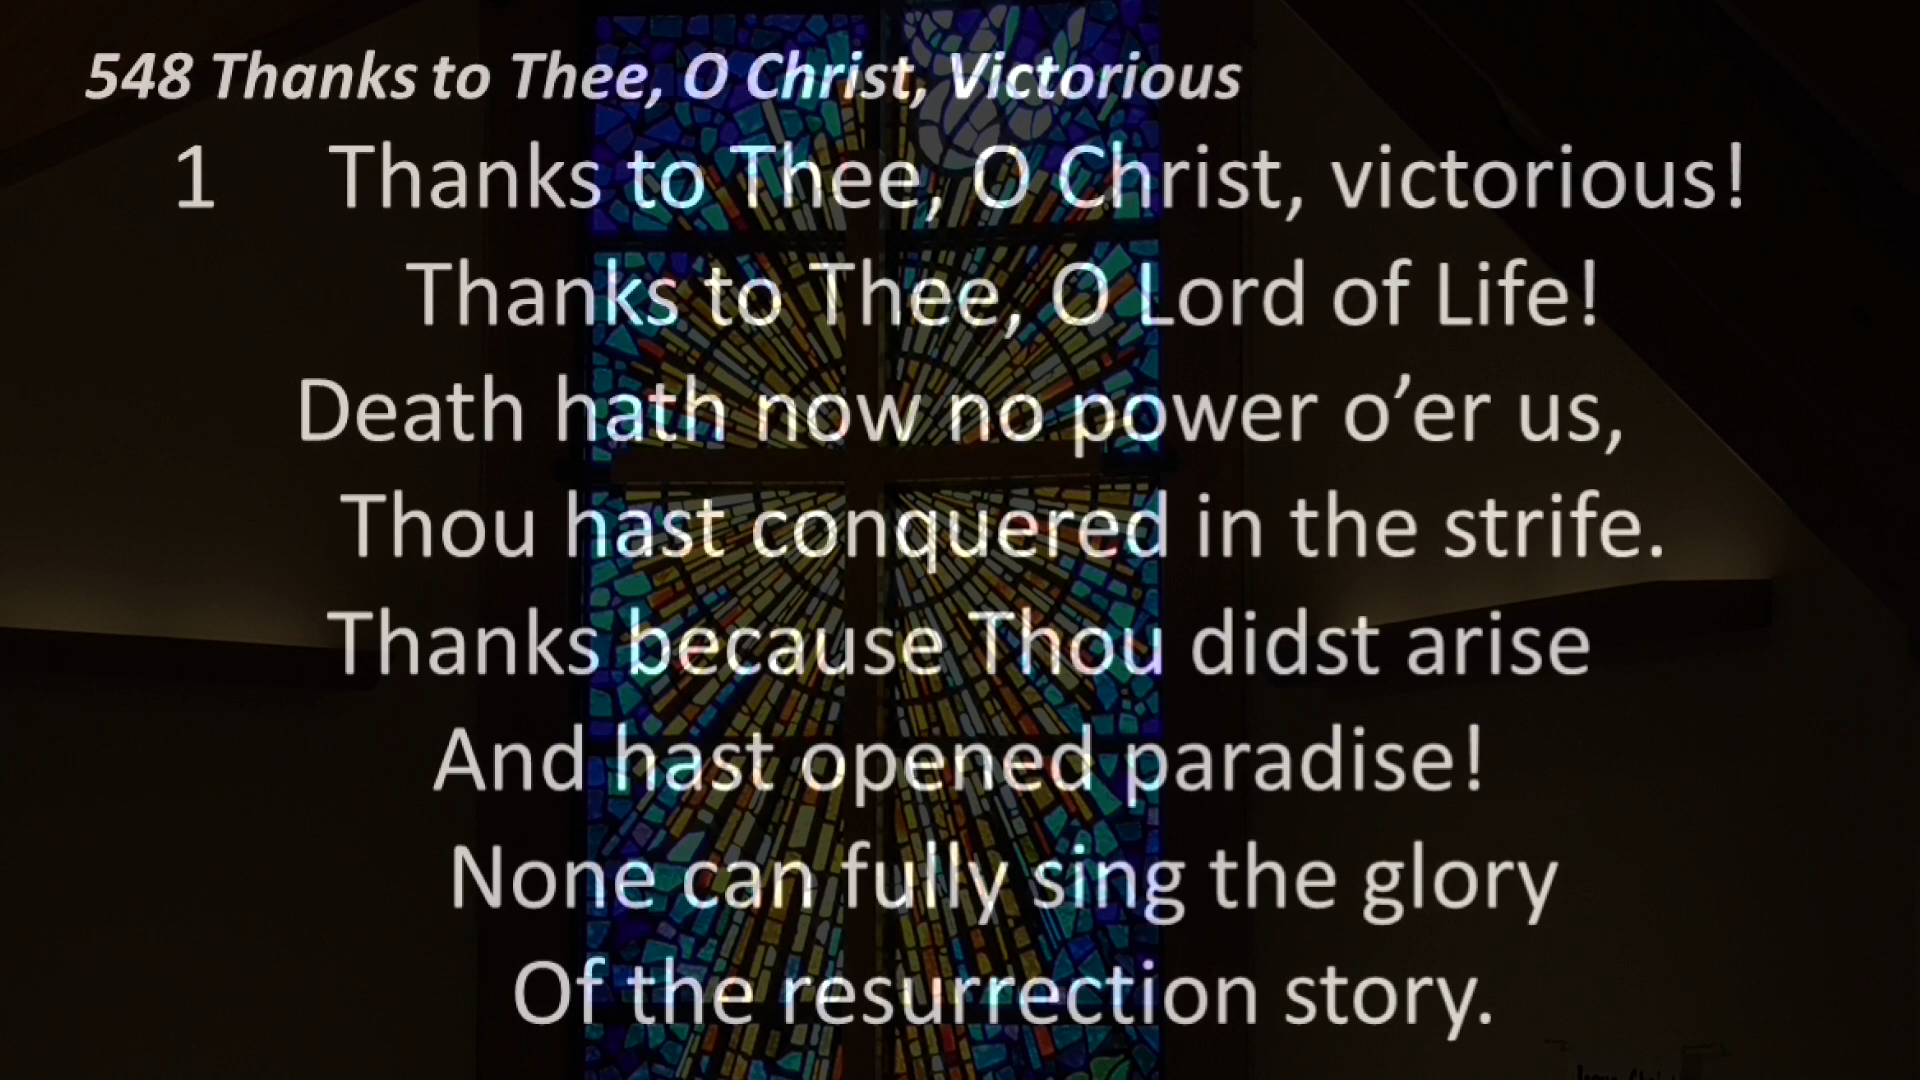 548 Thanks to Thee, O Christ, Victorious
1 Thanks to Thee, O Christ, victorious!
Thanks to Thee, O Lord of Life!
Death hath now no power o’er us,
Thou hast conquered in the strife.
Thanks because Thou didst arise
And hast opened paradise!
None can fully sing the glory
Of the resurrection story.